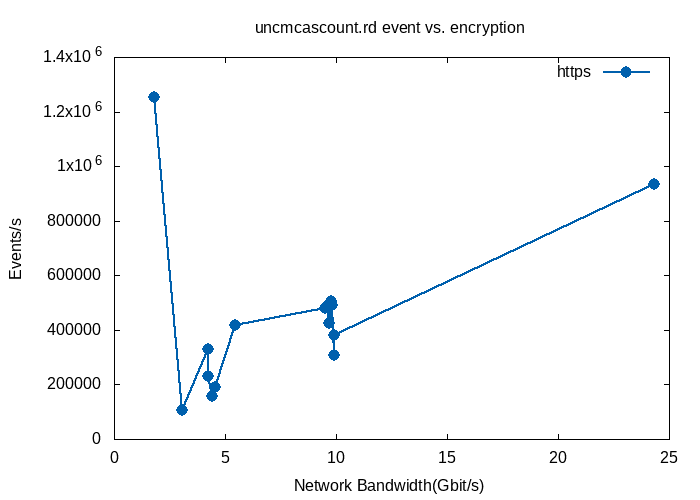 uncmcascount.rd event vs. encryption
https
1.4x10^6
1.2x10^6
1x10^6
800000
600000
400000
200000
0
Events/s
0 5 10 15 20 25
Network Bandwidth(Gbit/s)